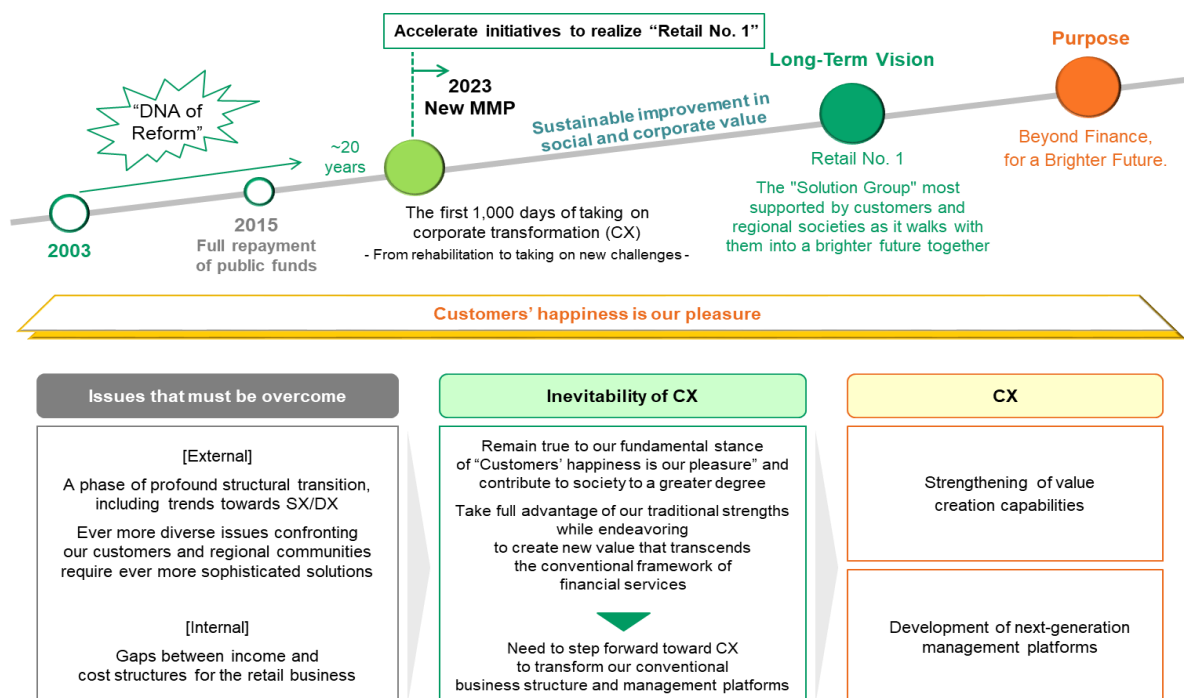 Accelerate initiatives to realize “Retail No. 1”
“DNA of
Reform”
~20
years
2023
New MMP
Sustainable improvement in
social and corporate value
Long-Term Vision
Purpose
2003
2015
Full repayment
of public funds
The first 1,000 days of taking on
corporate transformation (CX)
- From rehabilitation to taking on new challenges -
Retail No. 1
The "Solution Group" most
supported by customers and
regional societies as it walks with
them into a brighter future together
Beyond Finance,
for a Brighter Future.
Customers’ happiness is our pleasure
Issues that must be overcome
[External]
A phase of profound structural transition,
including trends towards SX/DX
Ever more diverse issues confronting
our customers and regional communities
require ever more sophisticated solutions
[Internal]
Gaps between income and
cost structures for the retail business
Inevitability of CX
Remain true to our fundamental stance
of “Customers’ happiness is our pleasure” and
contribute to society to a greater degree
Take full advantage of our traditional strengths
while endeavoring
to create new value that transcends
the conventional framework of
financial services
Need to step forward toward CX
to transform our conventional
business structure and management platforms
CX
Strengthening of value
creation capabilities
Development of next-generation
management platforms